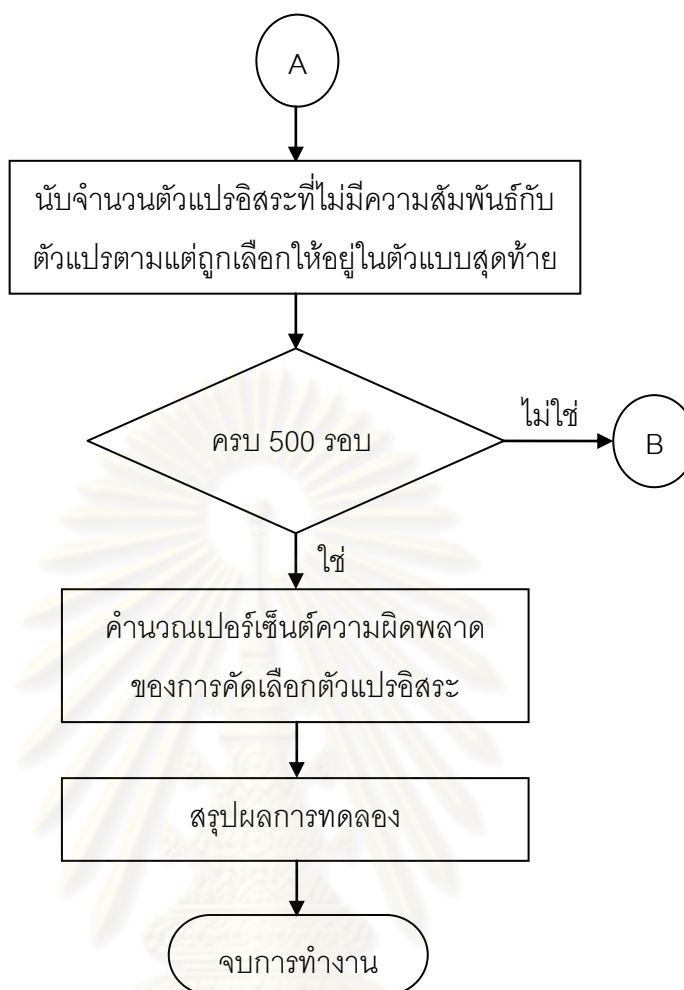 A
นับจำนวนตัวแปรอิสระที่ไม่มีความสัมพันธ์กับ
ตัวแปรตามแต่ถูกเลือกให้อยู่ในตัวแบบสุดท้าย
ครบ 500 รอบ
ไม่ใช่
B
ใช่
คำนวณเปอร์เซ็นต์ความผิดพลาด
ของการคัดเลือกตัวแปรอิสระ
สรุปผลการทดลอง
จบการทำงาน